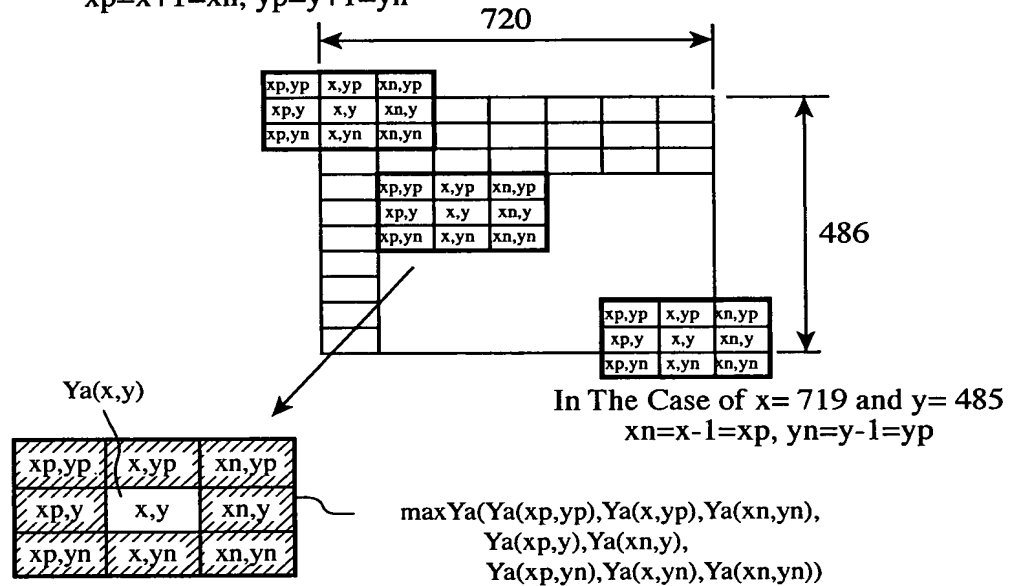 xp=x+1=xn, yp=y+1=yn
720
xp,yp x,yp xn,yp
xp,y x,y xn,y
xp,yn x,yn xn,yn
xp,yp x,yp xn,yp
xp,y x,y xn,y
xp,yn x,yn xn,yn
486
xp,yp x,yp xn,yp
xp,y x,y xn,y
xp,yn x,yn xn,yn
In The Case of x= 719 and y= 485
xn=x-1=xp, yn=y-1=yp
Ya(x,y)
xp,yp x,yp xn,yp
xp,y x,y xn,y
xp,yn x,yn xn,yn
maxYa(Ya(xp,yp),Ya(x,yp),Ya(xn,yn),
Ya(xp,y),Ya(xn,y),
Ya(xp,yn),Ya(x,yn),Ya(xn,yn))